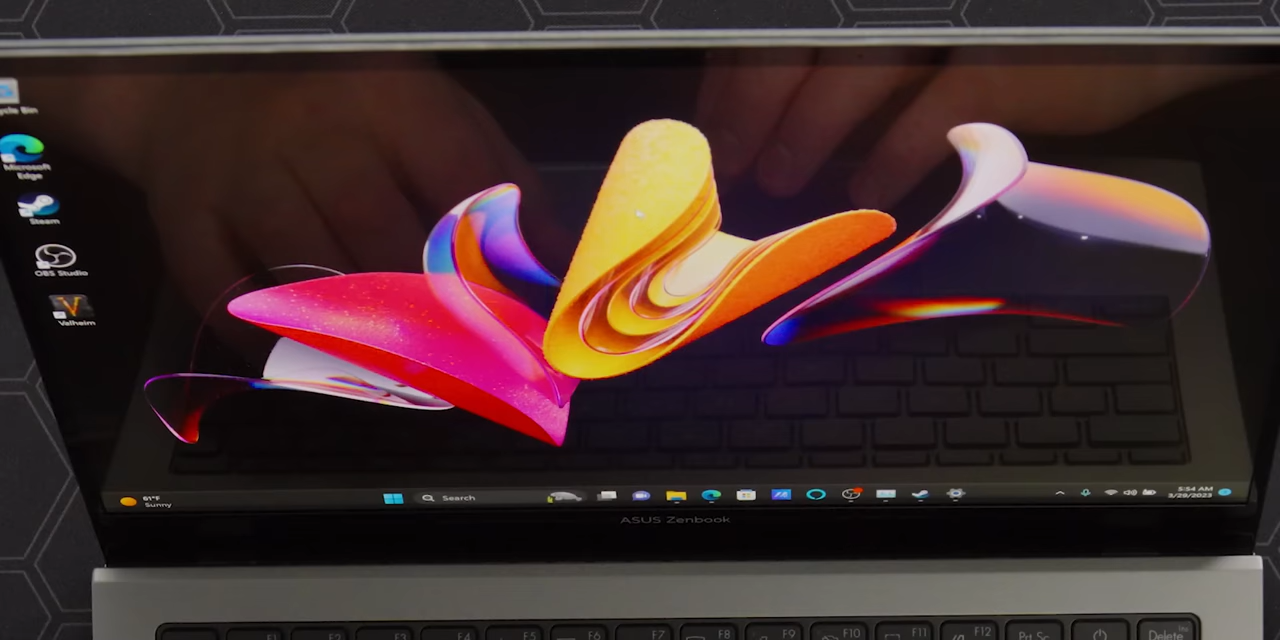 cycle Bin
Microsoft
Edge
Steam
OBS Studio
Valheim
61°F
Sunny
Search
5:54 AM
3/29/2023
ASUS Zenbook
F1 F2 F3 F4 F5 F6 F7 F8 F9 F10 F11 F12 Prt Sc Delete